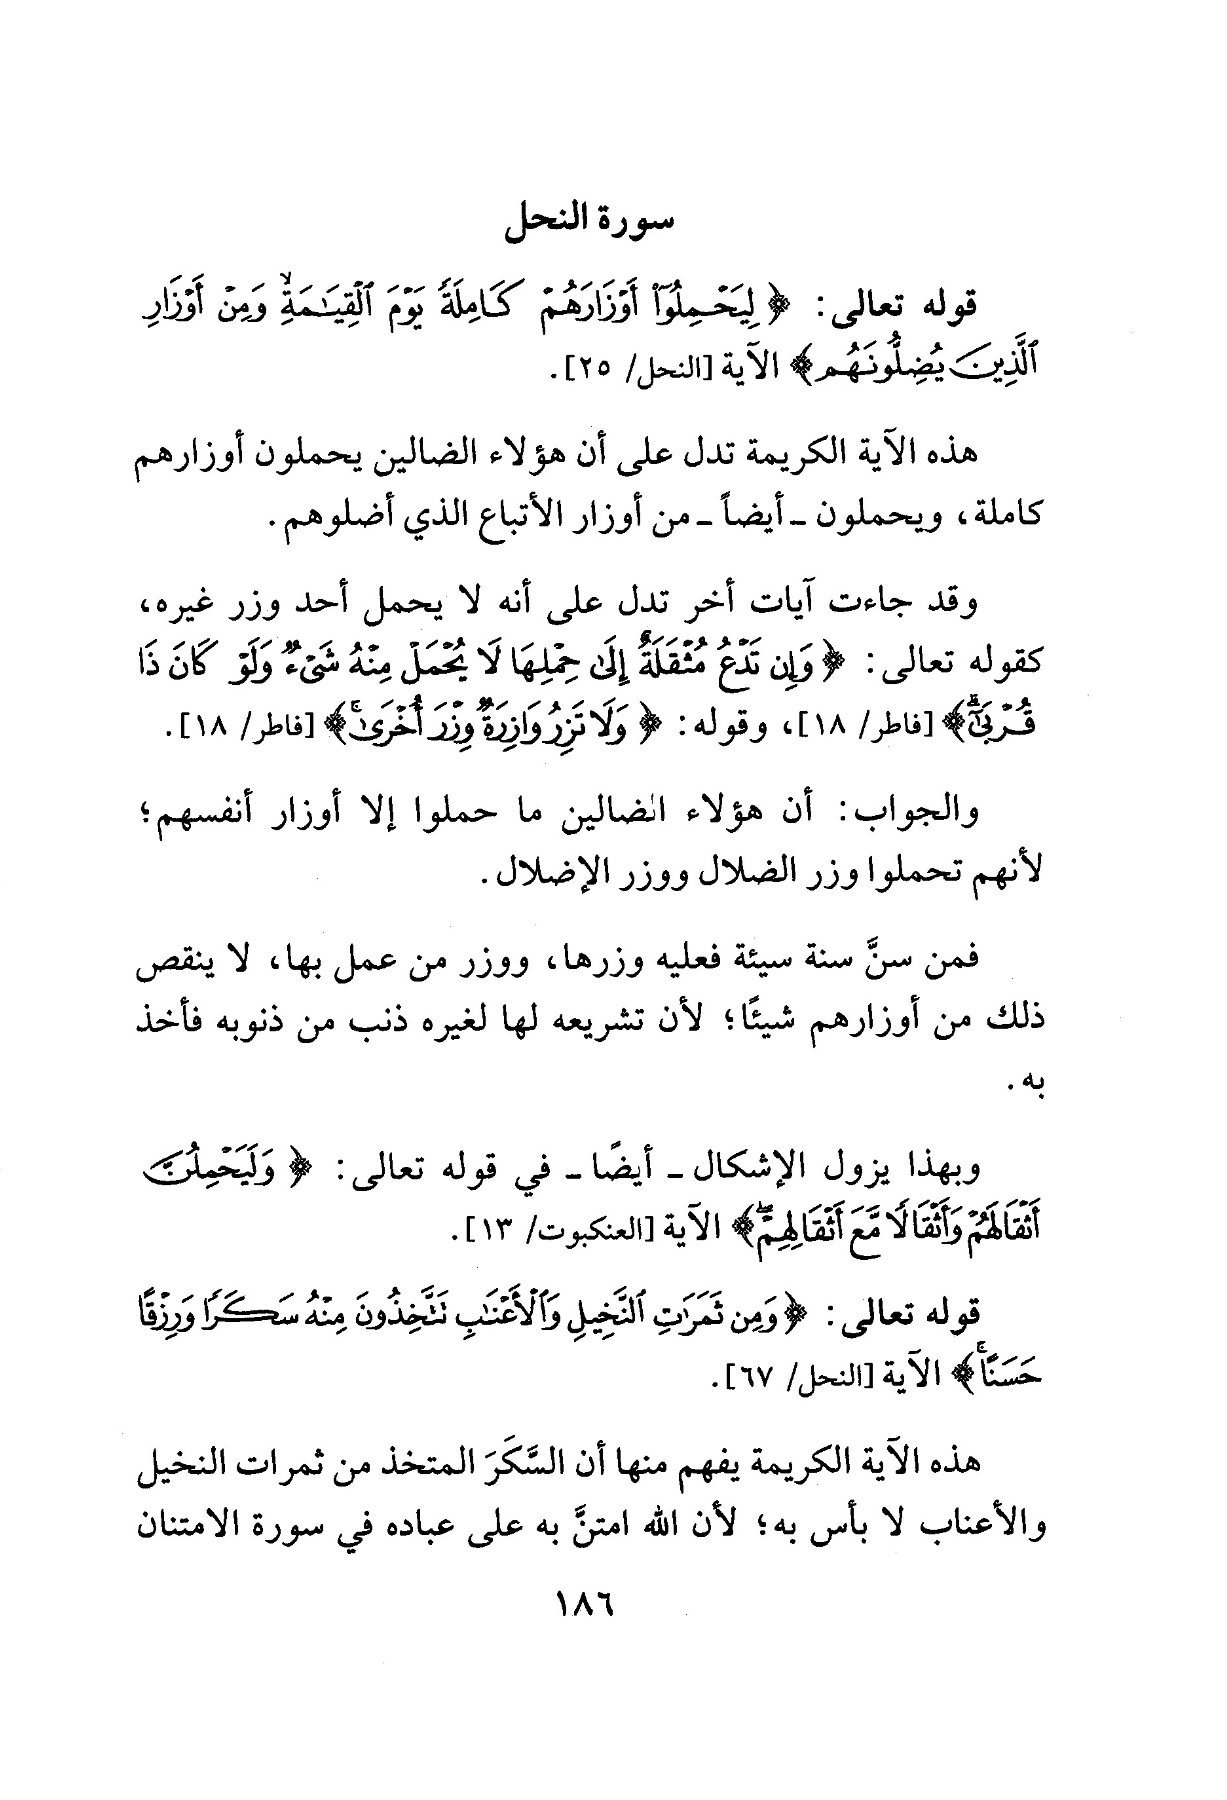 سورة النحل
قوله تعالى: ﴿لِيَحْمِلُوٓا۟ أَوْزَارَهُمْ كَامِلَةً يَوْمَ ٱلْقِيَٰمَةِ ۙ وَمِنْ أَوْزَارِ
ٱلَّذِينَ يُضِلُّونَهُم﴾ الآية [النحل/ ٢٥].
هذه الآية الكريمة تدل على أن هؤلاء الضالين يحملون أوزارهم
كاملة، ويحملون ـ أيضاً ـ من أوزار الأتباع الذي أضلوهم.
وقد جاءت آيات أخر تدل على أنه لا يحمل أحد وزر غيره،
كقوله تعالى: ﴿وَإِن تَدْعُ مُثْقَلَةٌ إِلَىٰ حِمْلِهَا لَا يُحْمَلْ مِنْهُ شَىْءٌ وَلَوْ كَانَ ذَا
قُرْبَىٰٓ ۗ﴾ [فاطر/ ١٨]، وقوله: ﴿وَلَا تَزِرُ وَازِرَةٌ وِزْرَ أُخْرَىٰ ۚ﴾ [فاطر/ ١٨].
والجواب: أن هؤلاء الضالين ما حملوا إلا أوزار أنفسهم؛
لأنهم تحملوا وزر الضلال ووزر الإضلال.
فمن سنَّ سنة سيئة فعليه وزرها، ووزر من عمل بها، لا ينقص
ذلك من أوزارهم شيئًا؛ لأن تشريعه لها لغيره ذنب من ذنوبه فأخذ
به.
وبهذا يزول الإشكال ـ أيضًا ـ في قوله تعالى: ﴿وَلَيَحْمِلُنَّ
أَثْقَالَهُمْ وَأَثْقَالًا مَّعَ أَثْقَالِهِمْ ۖ﴾ الآية [العنكبوت/ ١٣].
قوله تعالى: ﴿وَمِن ثَمَرَٰتِ ٱلنَّخِيلِ وَٱلْأَعْنَٰبِ تَتَّخِذُونَ مِنْهُ سَكَرًا وَرِزْقًا
حَسَنًا ۚ﴾ الآية [النحل/ ٦٧].
هذه الآية الكريمة يفهم منها أن السَّكَرَ المتخذ من ثمرات النخيل
والأعناب لا بأس به؛ لأن الله امتنَّ به على عباده في سورة الامتنان
١٨٦